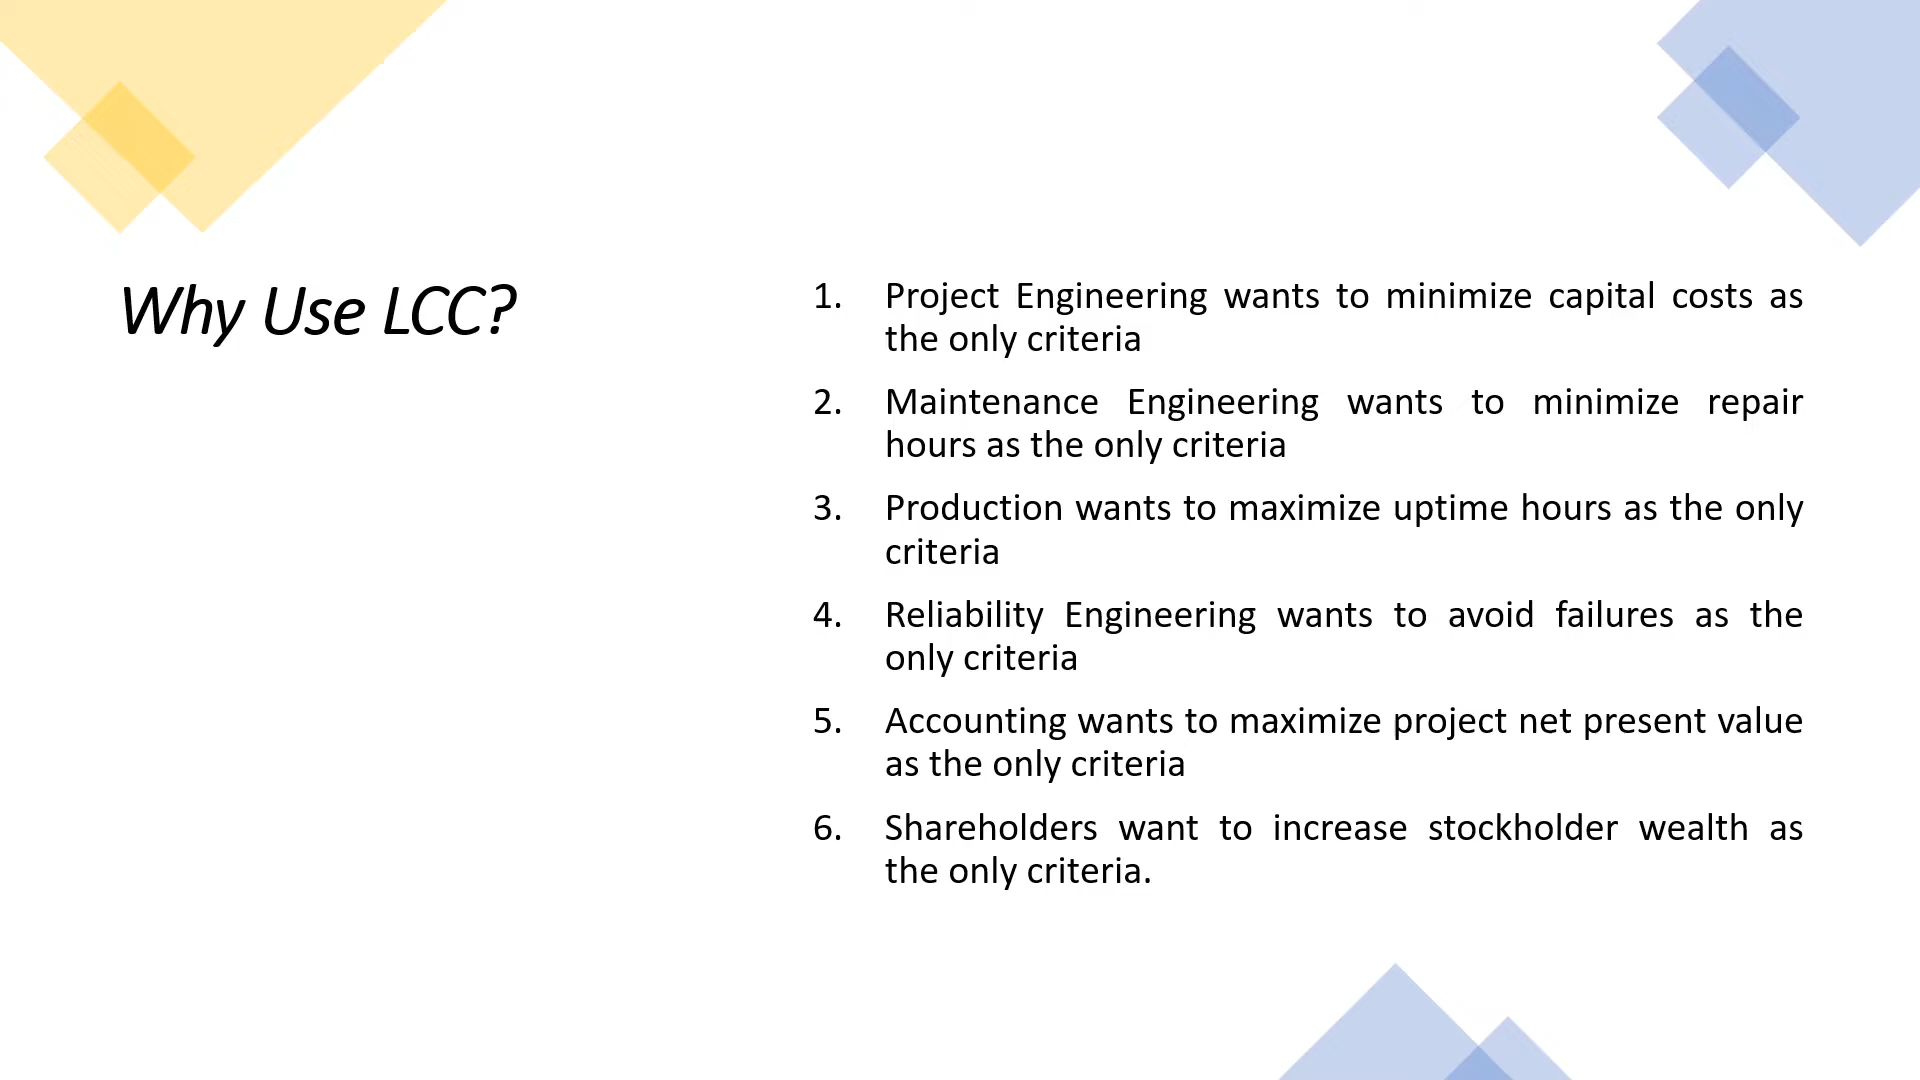 Why Use LCC?
1. Project Engineering wants to minimize capital costs as
the only criteria
2. Maintenance Engineering wants to minimize repair
hours as the only criteria
3. Production wants to maximize uptime hours as the only
criteria
4. Reliability Engineering wants to avoid failures as the
only criteria
5. Accounting wants to maximize project net present value
as the only criteria
6. Shareholders want to increase stockholder wealth as
the only criteria.